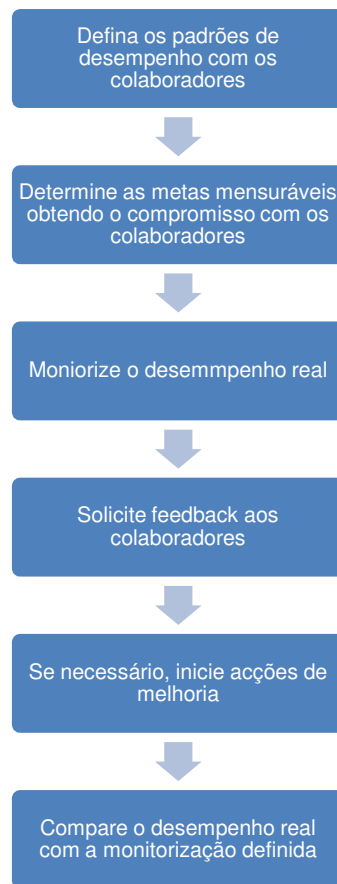 Defina os padrões de
desempenho com os
colaboradores
Determine as metas mensuráveis
obtendo o compromisso com os
colaboradores
Moniorize o desemmpenho real
Solicite feedback aos
colaboradores
Se necessário, inicie acções de
melhoria
Compare o desempenho real
com a monitorização definida